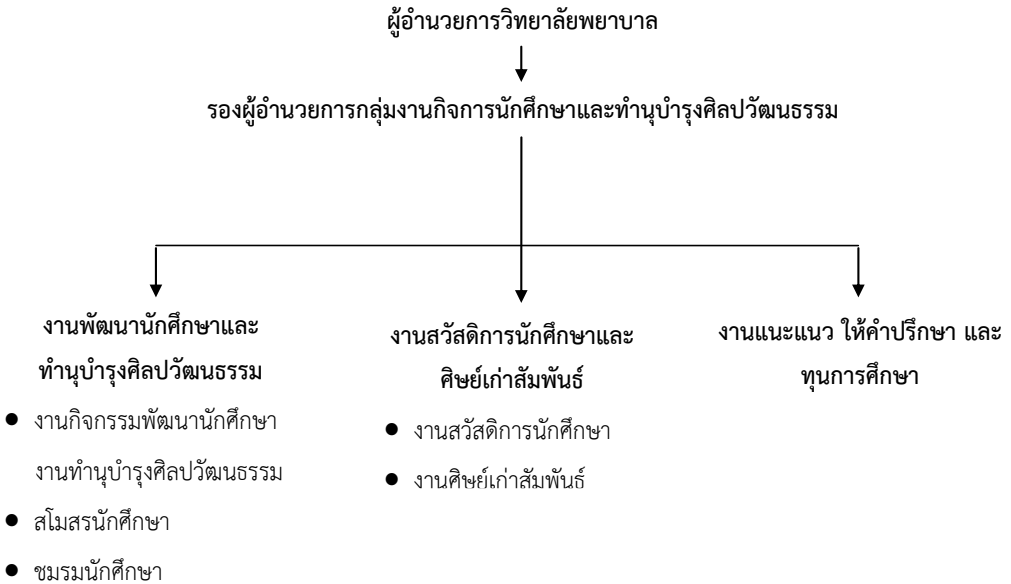 ผู้อำนวยการวิทยาลัยพยาบาล
รองผู้อำนวยการกลุ่มงานกิจการนักศึกษาและทำนุบำรุงศิลปวัฒนธรรม
งานพัฒนานักศึกษาและ
ทำนุบำรุงศิลปวัฒนธรรม
● งานกิจกรรมพัฒนานักศึกษา
งานทำนุบำรุงศิลปวัฒนธรรม
● สโมสรนักศึกษา
● ชมรมนักศึกษา
งานสวัสดิการนักศึกษาและ
ศิษย์เก่าสัมพันธ์
● งานสวัสดิการนักศึกษา
● งานศิษย์เก่าสัมพันธ์
งานแนะแนว ให้คำปรึกษา และ
ทุนการศึกษา